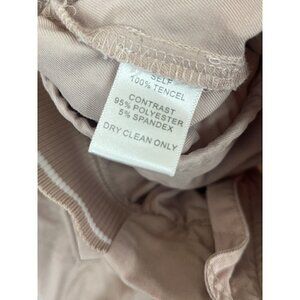 SELF
100% TENCEL
CONTRAST
95% POLYESTER
5% SPANDEX
DRY CLEAN ONLY